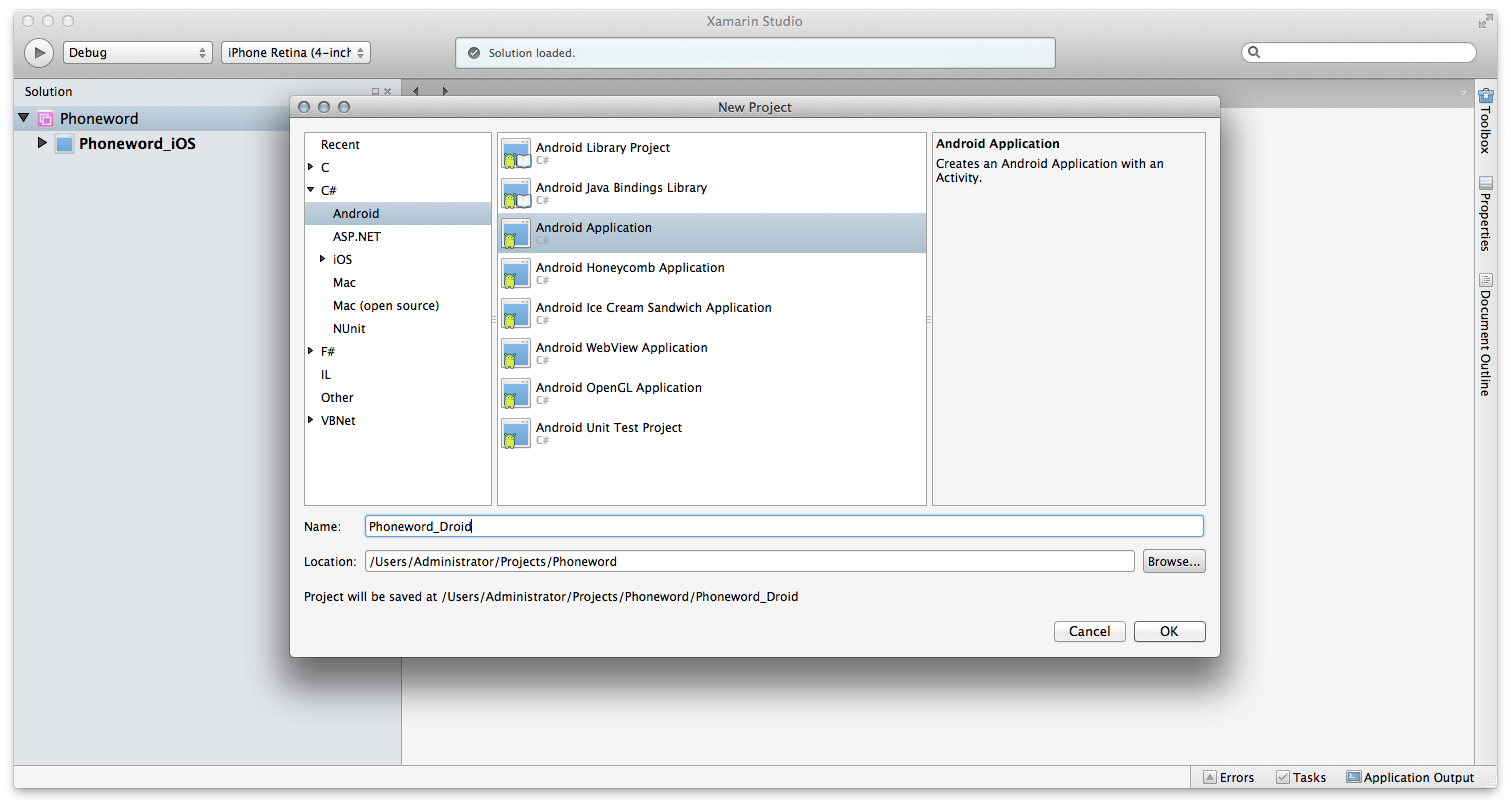 Xamarin Studio
Debug
iPhone Retina (4-inch
Solution loaded.
Solution
Phoneword
Phoneword_iOS
New Project
Recent
C
C#
Android
ASP.NET
iOS
Mac
Mac (open source)
NUnit
F#
IL
Other
VBNet
Android Library Project
C#
Android Java Bindings Library
C#
Android Application
C#
Android Honeycomb Application
C#
Android Ice Cream Sandwich Application
C#
Android WebView Application
C#
Android OpenGL Application
C#
Android Unit Test Project
C#
Android Application
Creates an Android Application with an
Activity.
Name:
Phoneword_Droid
Location:
/Users/Administrator/Projects/Phoneword
Browse...
Project will be saved at /Users/Administrator/Projects/Phoneword/Phoneword_Droid
Cancel
OK
Toolbox
Properties
Document Outline
Errors
Tasks
Application Output